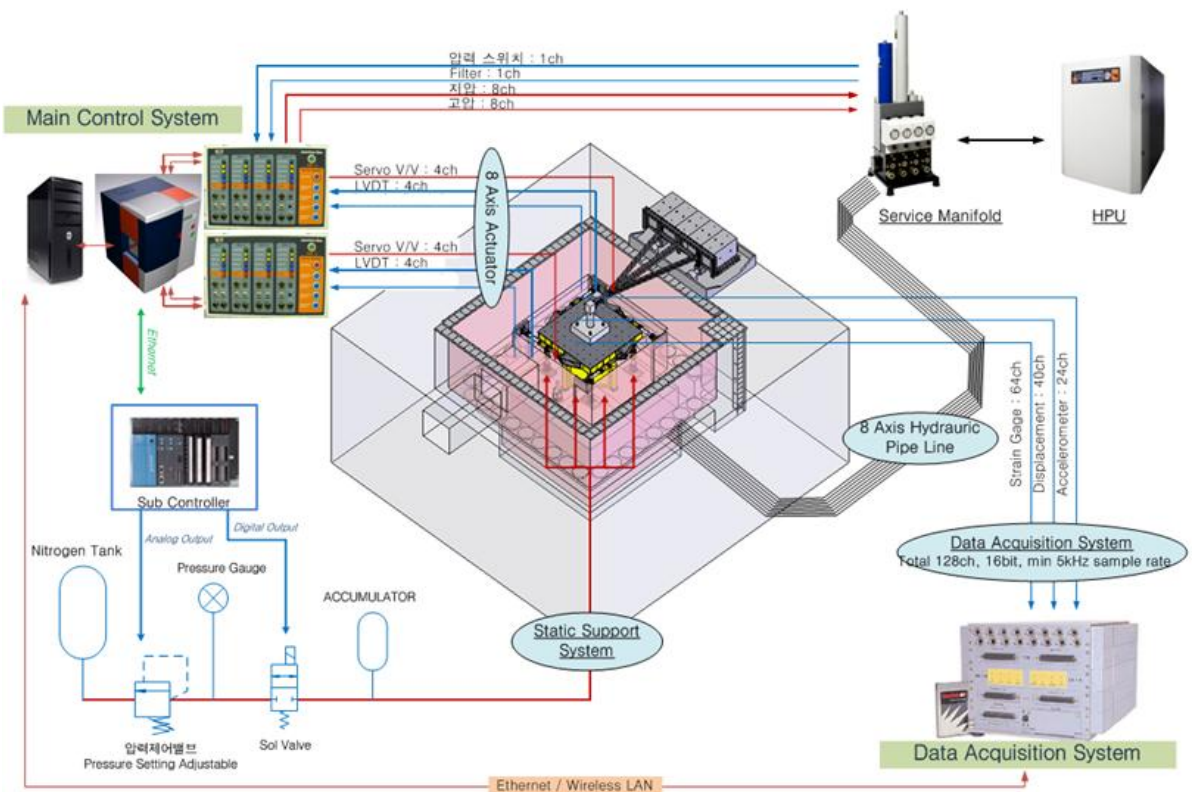 압력 스위치 : 1ch
Filter : 1ch
저압 : 8ch
고압 : 8ch
Main Control System
Servo V/V : 4ch
LVDT : 4ch
Servo V/V : 4ch
LVDT : 4ch
8 Axis Actuator
Service Manifold
HPU
Ethernet
Sub Controller
Analog Output
Digital Output
Nitrogen Tank
Pressure Gauge
ACCUMULATOR
압력제어밸브
Pressure Setting Adjustable
Sol Valve
Static Support
System
8 Axis Hydrauric
Pipe Line
Strain Gage : 64ch
Displacement : 40ch
Accelerometer : 24ch
Data Acquisition System
Total 128ch, 16bit, min 5kHz sample rate
Data Acquisition System
Ethernet / Wireless LAN